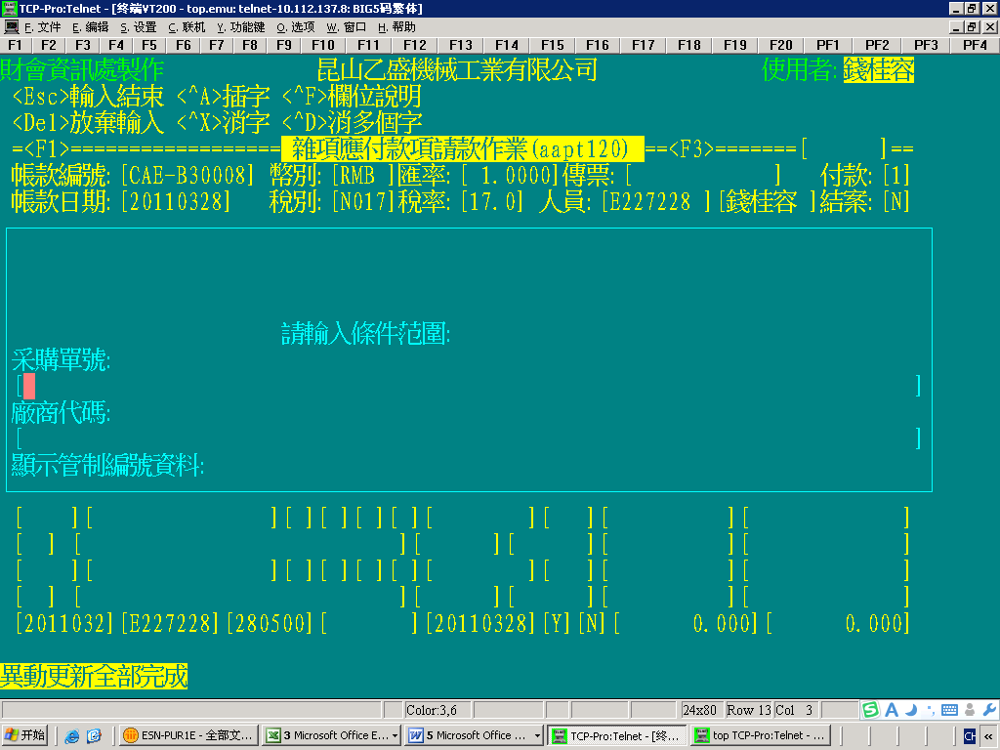 TCP-Pro:Telnet - [终端VT200 - top.emu: telnet-10.112.137.8: BIG5码繁体]
F. 文件 E. 编辑 S. 设置 C. 联机 Y. 功能键 O. 选项 W. 窗口 H. 帮助
F1 F2 F3 F4 F5 F6 F7 F8 F9 F10 F11 F12 F13 F14 F15 F16 F17 F18 F19 F20 PF1 PF2 PF3 PF4
財會資訊處製作 昆山乙盛機械工業有限公司 使用者: 錢桂容
<Esc>輸入結束 <^A>插字 <^F>欄位說明
<Del>放棄輸入 <^X>消字 <^D>消多個字
=<F1>================== 雜項應付款項請款作業(aapt120) ==<F3>=======[ ]==
帳款編號: [CAE-B30008] 幣別: [RMB ]匯率: [ 1.0000]傳票: [ ] 付款: [1]
帳款日期: [20110328] 稅別: [N017]稅率: [17.0] 人員: [E227228 ][錢桂容 ]結案: [N]
請輸入條件范圍:
采購單號:
[ ]
廠商代碼:
[ ]
顯示管制編號資料:
[ ][ ][ ][ ][ ][ ][ ][ ][ ][ ]
[ ] [ ][ ][ ][ ][ ]
[ ][ ][ ][ ][ ][ ][ ][ ][ ][ ]
[ ] [ ][ ][ ][ ][ ]
[2011032][E227228][280500][ ][20110328][Y][N][ 0.000][ 0.000]
異動更新全部完成
Color:3,6 24x80 Row 13 Col 3
开始 ESN-PUR1E - 全部文... 3 Microsoft Office E... 5 Microsoft Office ... TCP-Pro:Telnet - [终... top TCP-Pro:Telnet - ... CH «